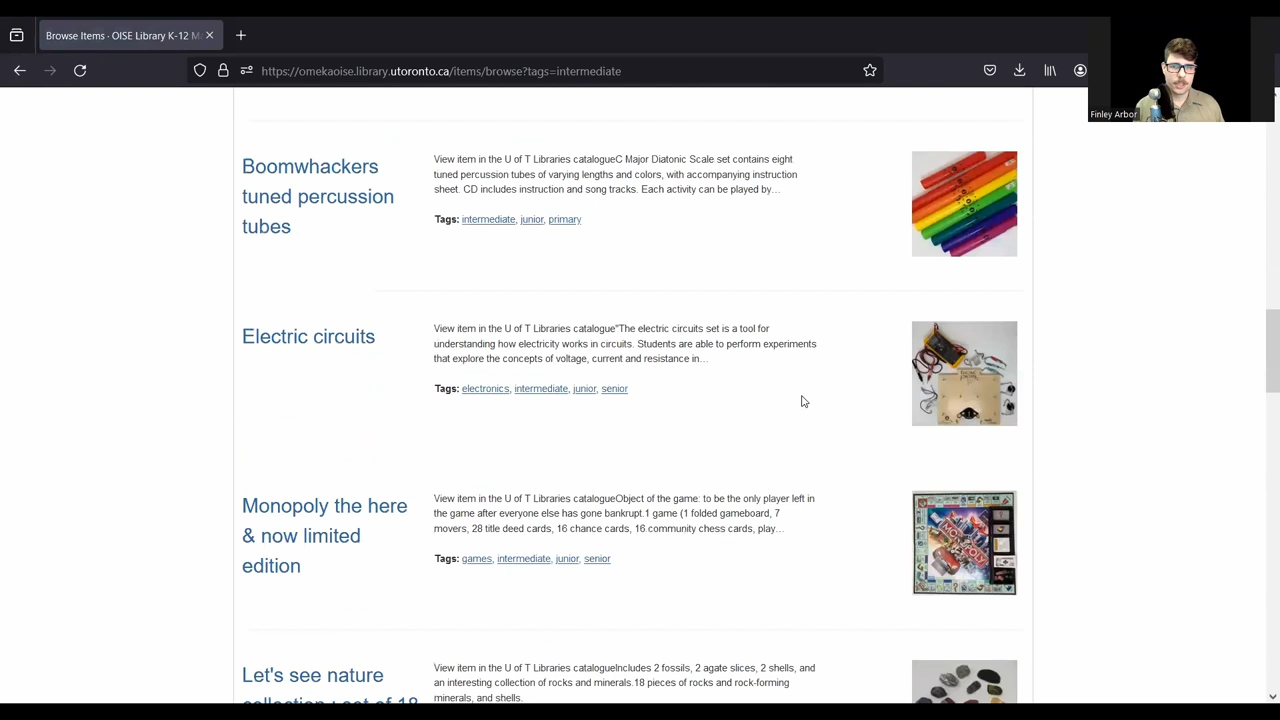 Browse Items · OISE Library K-12 M
https://omekaoise.library.utoronto.ca/items/browse?tags=intermediate
Finley Arbor
Boomwhackers
tuned percussion
tubes
View item in the U of T Libraries catalogueC Major Diatonic Scale set contains eight
tuned percussion tubes of varying lengths and colors, with accompanying instruction
sheet. CD includes instruction and song tracks. Each activity can be played by…
Tags: intermediate, junior, primary
Electric circuits
View item in the U of T Libraries catalogue"The electric circuits set is a tool for
understanding how electricity works in circuits. Students are able to perform experiments
that explore the concepts of voltage, current and resistance in…
Tags: electronics, intermediate, junior, senior
Monopoly the here
& now limited
edition
View item in the U of T Libraries catalogueObject of the game: to be the only player left in
the game after everyone else has gone bankrupt.1 game (1 folded gameboard, 7
movers, 28 title deed cards, 16 chance cards, 16 community chess cards, play…
Tags: games, intermediate, junior, senior
MONOPOLY
Let's see nature
collection : set of 18
View item in the U of T Libraries catalogueIncludes 2 fossils, 2 agate slices, 2 shells, and
an interesting collection of rocks and minerals.18 pieces of rocks and rock-forming
minerals, and shells.